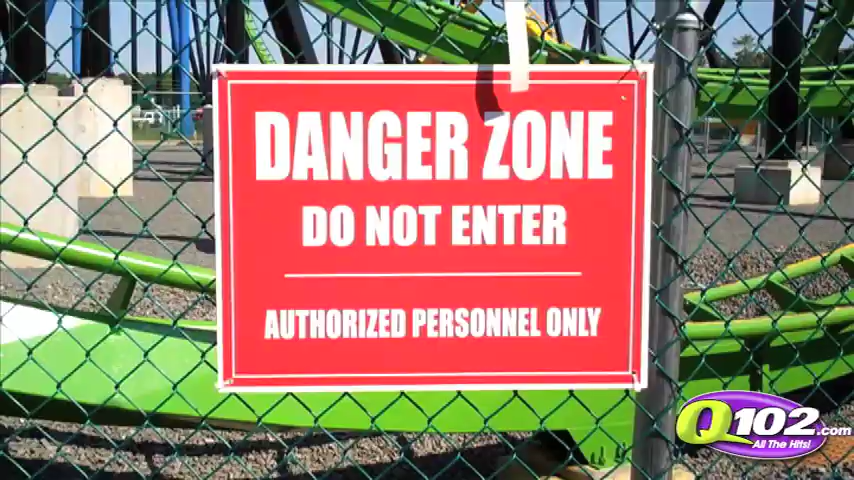 DANGER ZONE
DO NOT ENTER
AUTHORIZED PERSONNEL ONLY
Q102.com
All The Hits!